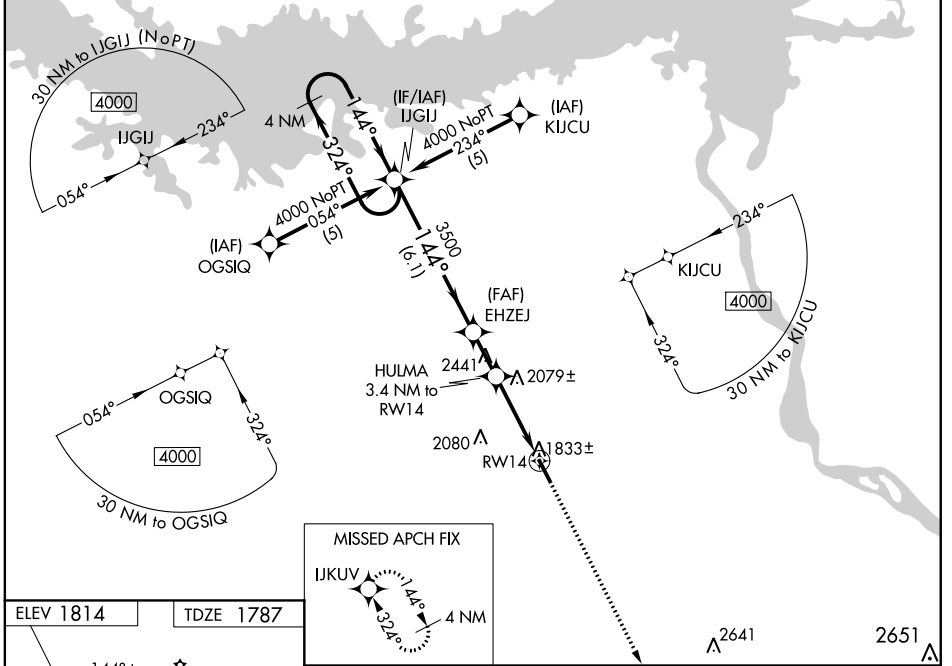 30 NM to IJGIJ (NoPT)
4000
IJGIJ
234°
054°
4 NM
144°
324°
(IF/IAF)
IJGIJ
(IAF)
KIJCU
4000 NoPT
234°
(5)
4000 NoPT
054°
(5)
(IAF)
OGSIQ
3500
144°
(6.1)
(FAF)
EHZEJ
234°
KIJCU
4000
324°
30 NM to KIJCU
HULMA
3.4 NM to
RW14
2441
2079±
2080
1833±
RW14
054°
OGSIQ
324°
4000
30 NM to OGSIQ
MISSED APCH FIX
IJKUV
144°
324°
4 NM
2641
2651
ELEV 1814
TDZE 1787